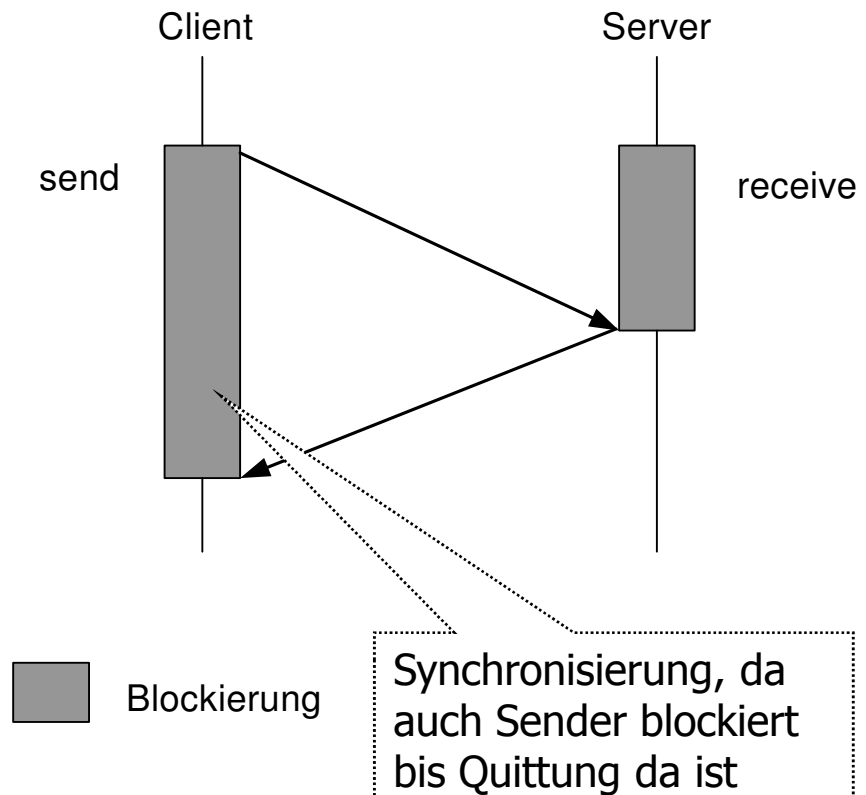 Client
Server
send
receive
Blockierung
Synchronisierung, da
auch Sender blockiert
bis Quittung da ist